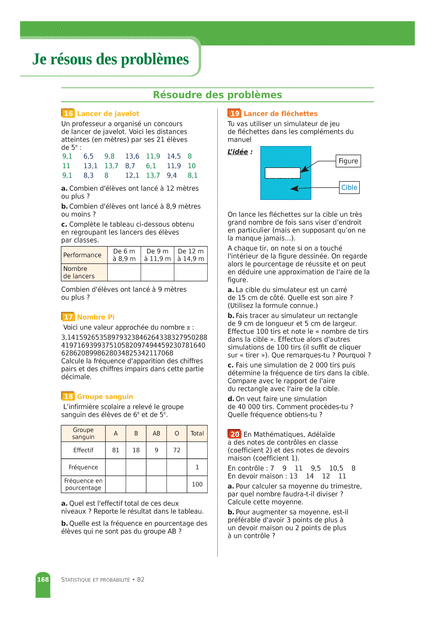 Je résous des problèmes
Résoudre des problèmes
16 Lancer de javelot
Un professeur a organisé un concours
de lancer de javelot. Voici les distances
atteintes (en mètres) par ses 21 élèves
de 5e :
9,1 6,5 9,8 13,6 11,9 14,5 8
11 13,1 13,7 8,7 6,1 11,9 10
9,1 8,3 8 12,1 13,7 9,4 8,1
a. Combien d'élèves ont lancé à 12 mètres
ou plus ?
b. Combien d'élèves ont lancé à 8,9 mètres
ou moins ?
c. Complète le tableau ci-dessous obtenu
en regroupant les lancers des élèves
par classes.
Performance De 6 m à 8,9 m De 9 m à 11,9 m De 12 m à 14,9 m
Nombre de lancers
Combien d'élèves ont lancé à 9 mètres
ou plus ?
17 Nombre Pi
Voici une valeur approchée du nombre π :
3,14159265358979323846264338327950288
41971693993751058209749445923078 1640
628620899862803482534211 7068
Calcule la fréquence d'apparition des chiffres
pairs et des chiffres impairs dans cette partie
décimale.
18 Groupe sanguin
L'infirmière scolaire a relevé le groupe
sanguin des élèves de 6e et de 5e.
Groupe sanguin A B AB O Total
Effectif 81 18 9 72
Fréquence 1
Fréquence en pourcentage 100
a. Quel est l'effectif total de ces deux
niveaux ? Reporte le résultat dans le tableau.
b. Quelle est la fréquence en pourcentage des
élèves qui ne sont pas du groupe AB ?
19 Lancer de fléchettes
Tu vas utiliser un simulateur de jeu
de fléchettes dans les compléments du
manuel
L'idée :
Figure
Cible
On lance les fléchettes sur la cible un très
grand nombre de fois sans viser d'endroit
en particulier (mais en supposant qu'on ne
la manque jamais...).
A chaque tir, on note si on a touché
l'intérieur de la figure dessinée. On regarde
alors le pourcentage de réussite et on peut
en déduire une approximation de l'aire de la
figure.
a. La cible du simulateur est un carré
de 15 cm de côté. Quelle est son aire ?
(Utilisez la formule connue.)
b. Fais tracer au simulateur un rectangle
de 9 cm de longueur et 5 cm de largeur.
Effectue 100 tirs et note le « nombre de tirs
dans la cible ». Effectue alors d'autres
simulations de 100 tirs (il suffit de cliquer
sur « tirer »). Que remarques-tu ? Pourquoi ?
c. Fais une simulation de 2 000 tirs puis
détermine la fréquence de tirs dans la cible.
Compare avec le rapport de l'aire
du rectangle avec l'aire de la cible.
d. On veut faire une simulation
de 40 000 tirs. Comment procèdes-tu ?
Quelle fréquence obtiens-tu ?
20 En Mathématiques, Adélaïde
a des notes de contrôles en classe
(coefficient 2) et des notes de devoirs
maison (coefficient 1).
En contrôle : 7 9 11 9,5 10,5 8
En devoir maison : 13 14 12 11
a. Pour calculer sa moyenne du trimestre,
par quel nombre faudra-t-il diviser ?
Calcule cette moyenne.
b. Pour augmenter sa moyenne, est-il
préférable d'avoir 3 points de plus à
un devoir maison ou 2 points de plus
à un contrôle ?
168 STATISTIQUE ET PROBABILITÉ • B2